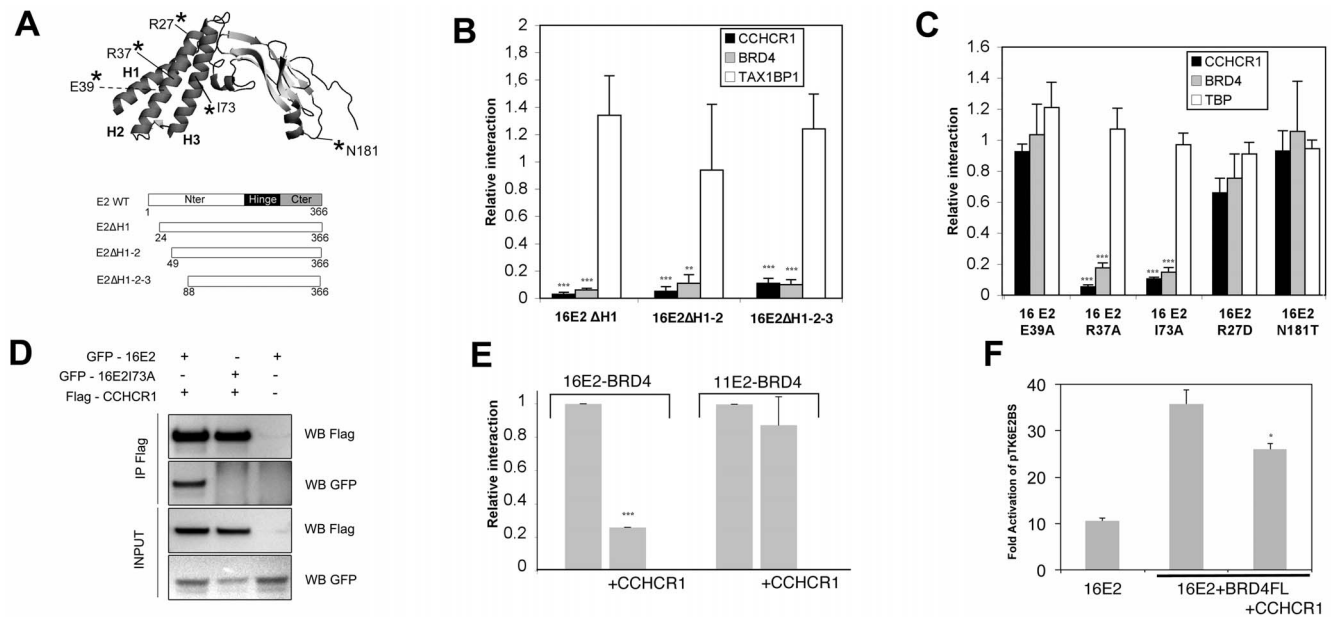 A
R27 *
R37 *
H1
E39 *
* I73
H2
H3
* N181
E2 WT
Nter
Hinge
Cter
1
366
E2ΔH1
24
366
E2ΔH1-2
49
366
E2ΔH1-2-3
88
366
B
Relative interaction
2
1,8
1,6
1.4
1.2
1
0.8
0.6
0.4
0.2
0
CCHCR1
BRD4
TAX1BP1
*** ***
*** **
*** ***
16E2 ΔH1
16E2ΔH1-2
16E2ΔH1-2-3
C
Relative interaction
1.6
1.4
1.2
1
0.8
0.6
0.4
0.2
0
CCHCR1
BRD4
TBP
*** ***
*** ***
16 E2 16 E2 16 E2 16 E2 16 E2
E39A R37A I73A R27D N181T
D
GFP - 16E2 + - +
GFP - 16E2I73A - + -
Flag - CCHCR1 + + -
IP Flag
WB Flag
WB GFP
INPUT
WB Flag
WB GFP
E
Relative interaction
16E2-BRD4
11E2-BRD4
1
0.8
0.6
0.4
0.2
0
***
+CCHCR1
+CCHCR1
F
Fold Activation of pTK6E2BS
40
30
20
10
0
*
16E2
16E2+BRD4FL
+CCHCR1